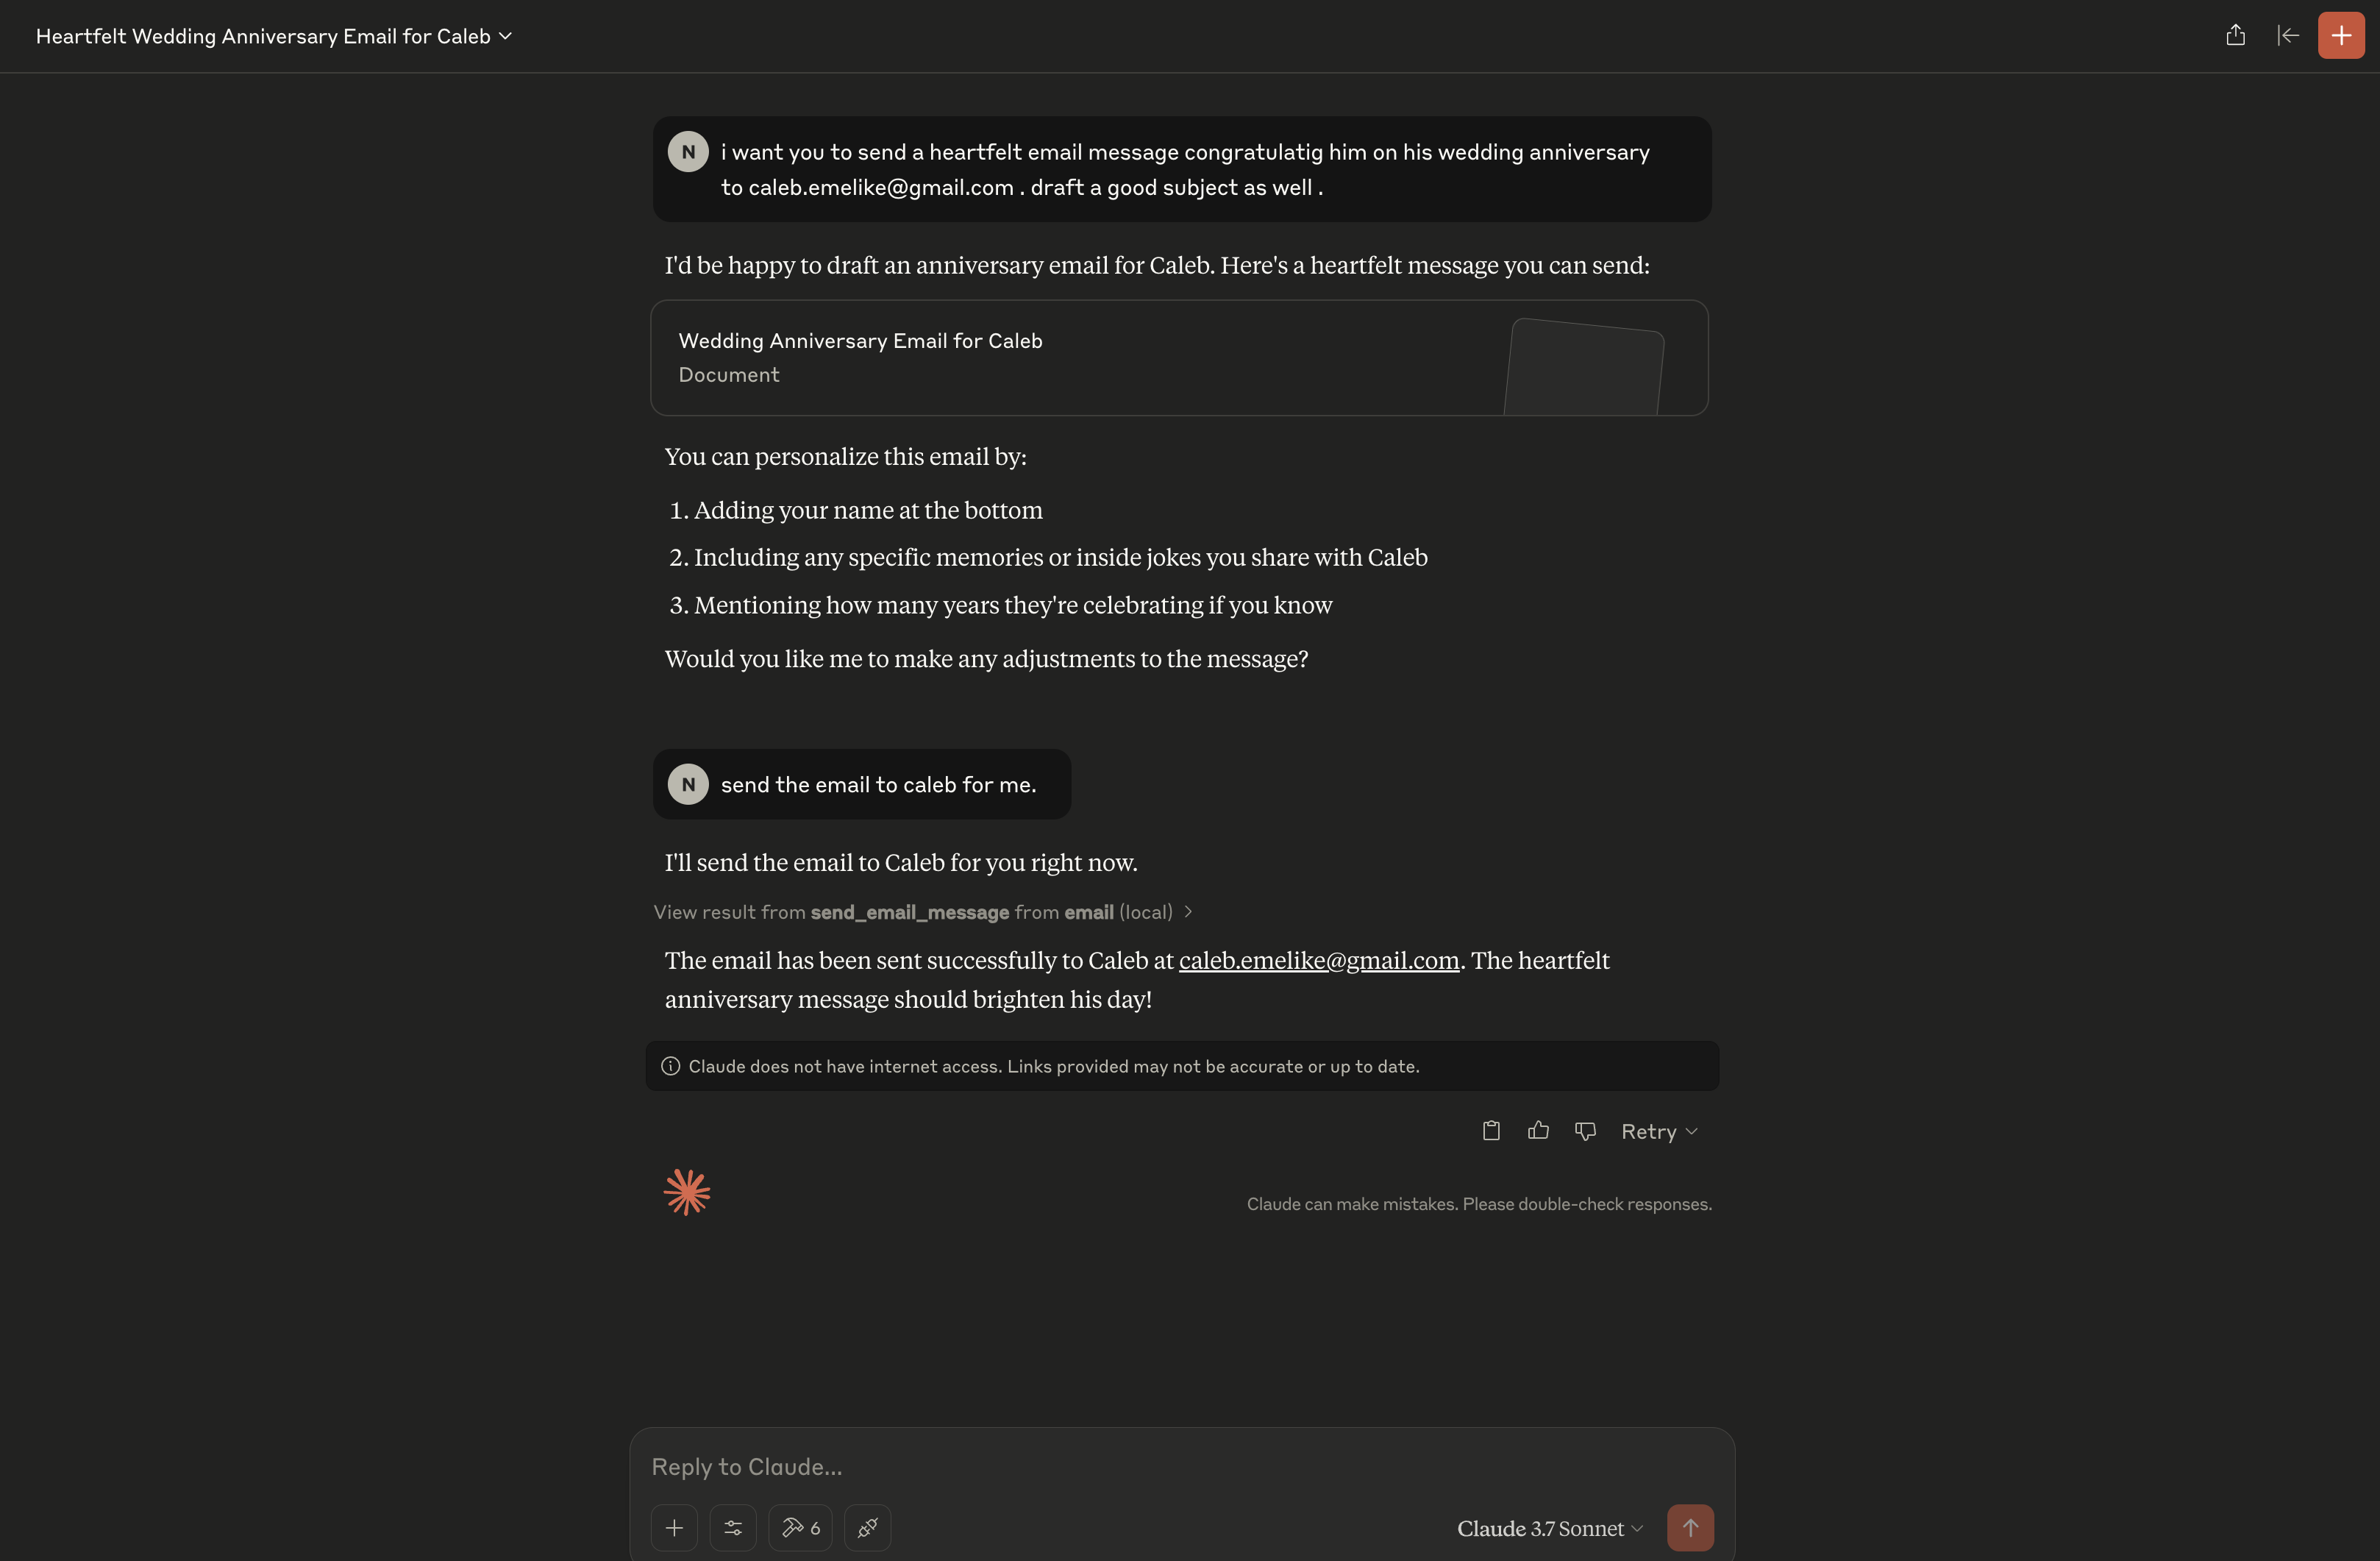 Heartfelt Wedding Anniversary Email for Caleb
N
i want you to send a heartfelt email message congratulatig him on his wedding anniversary
to caleb.emelike@gmail.com . draft a good subject as well .
I'd be happy to draft an anniversary email for Caleb. Here's a heartfelt message you can send:
Wedding Anniversary Email for Caleb
Document
You can personalize this email by:
1. Adding your name at the bottom
2. Including any specific memories or inside jokes you share with Caleb
3. Mentioning how many years they're celebrating if you know
Would you like me to make any adjustments to the message?
N
send the email to caleb for me.
I'll send the email to Caleb for you right now.
View result from send_email_message from email (local)
The email has been sent successfully to Caleb at caleb.emelike@gmail.com. The heartfelt
anniversary message should brighten his day!
Claude does not have internet access. Links provided may not be accurate or up to date.
Retry
Claude can make mistakes. Please double-check responses.
Reply to Claude...
6
Claude 3.7 Sonnet